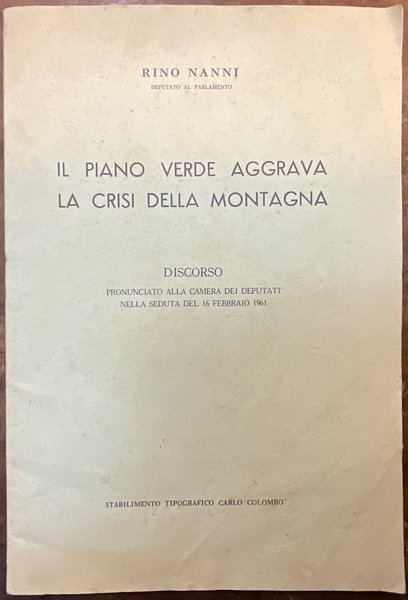 RINO NANNI
DEPUTATO AL PARLAMENTO
IL PIANO VERDE AGGRAVA
LA CRISI DELLA MONTAGNA
DISCORSO
PRONUNCIATO ALLA CAMERA DEI DEPUTATI
NELLA SEDUTA DEL 16 FEBBRAIO 1961
STABILIMENTO TIPOGRAFICO CARLO COLOMBO